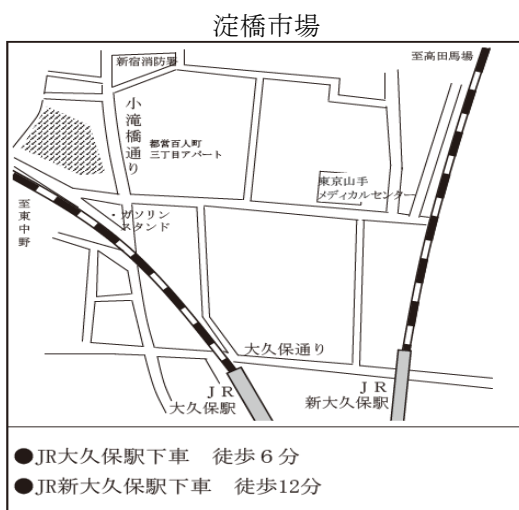 淀橋市場
新宿消防署
至高田馬場
小滝橋通り
都営百人町
三丁目アパート
東京山手
メディカルセンター
至東中野
・ガソリン
スタンド
大久保通り
JR
大久保駅
JR
新大久保駅
●JR大久保駅下車 徒歩6分
●JR新大久保駅下車 徒歩12分